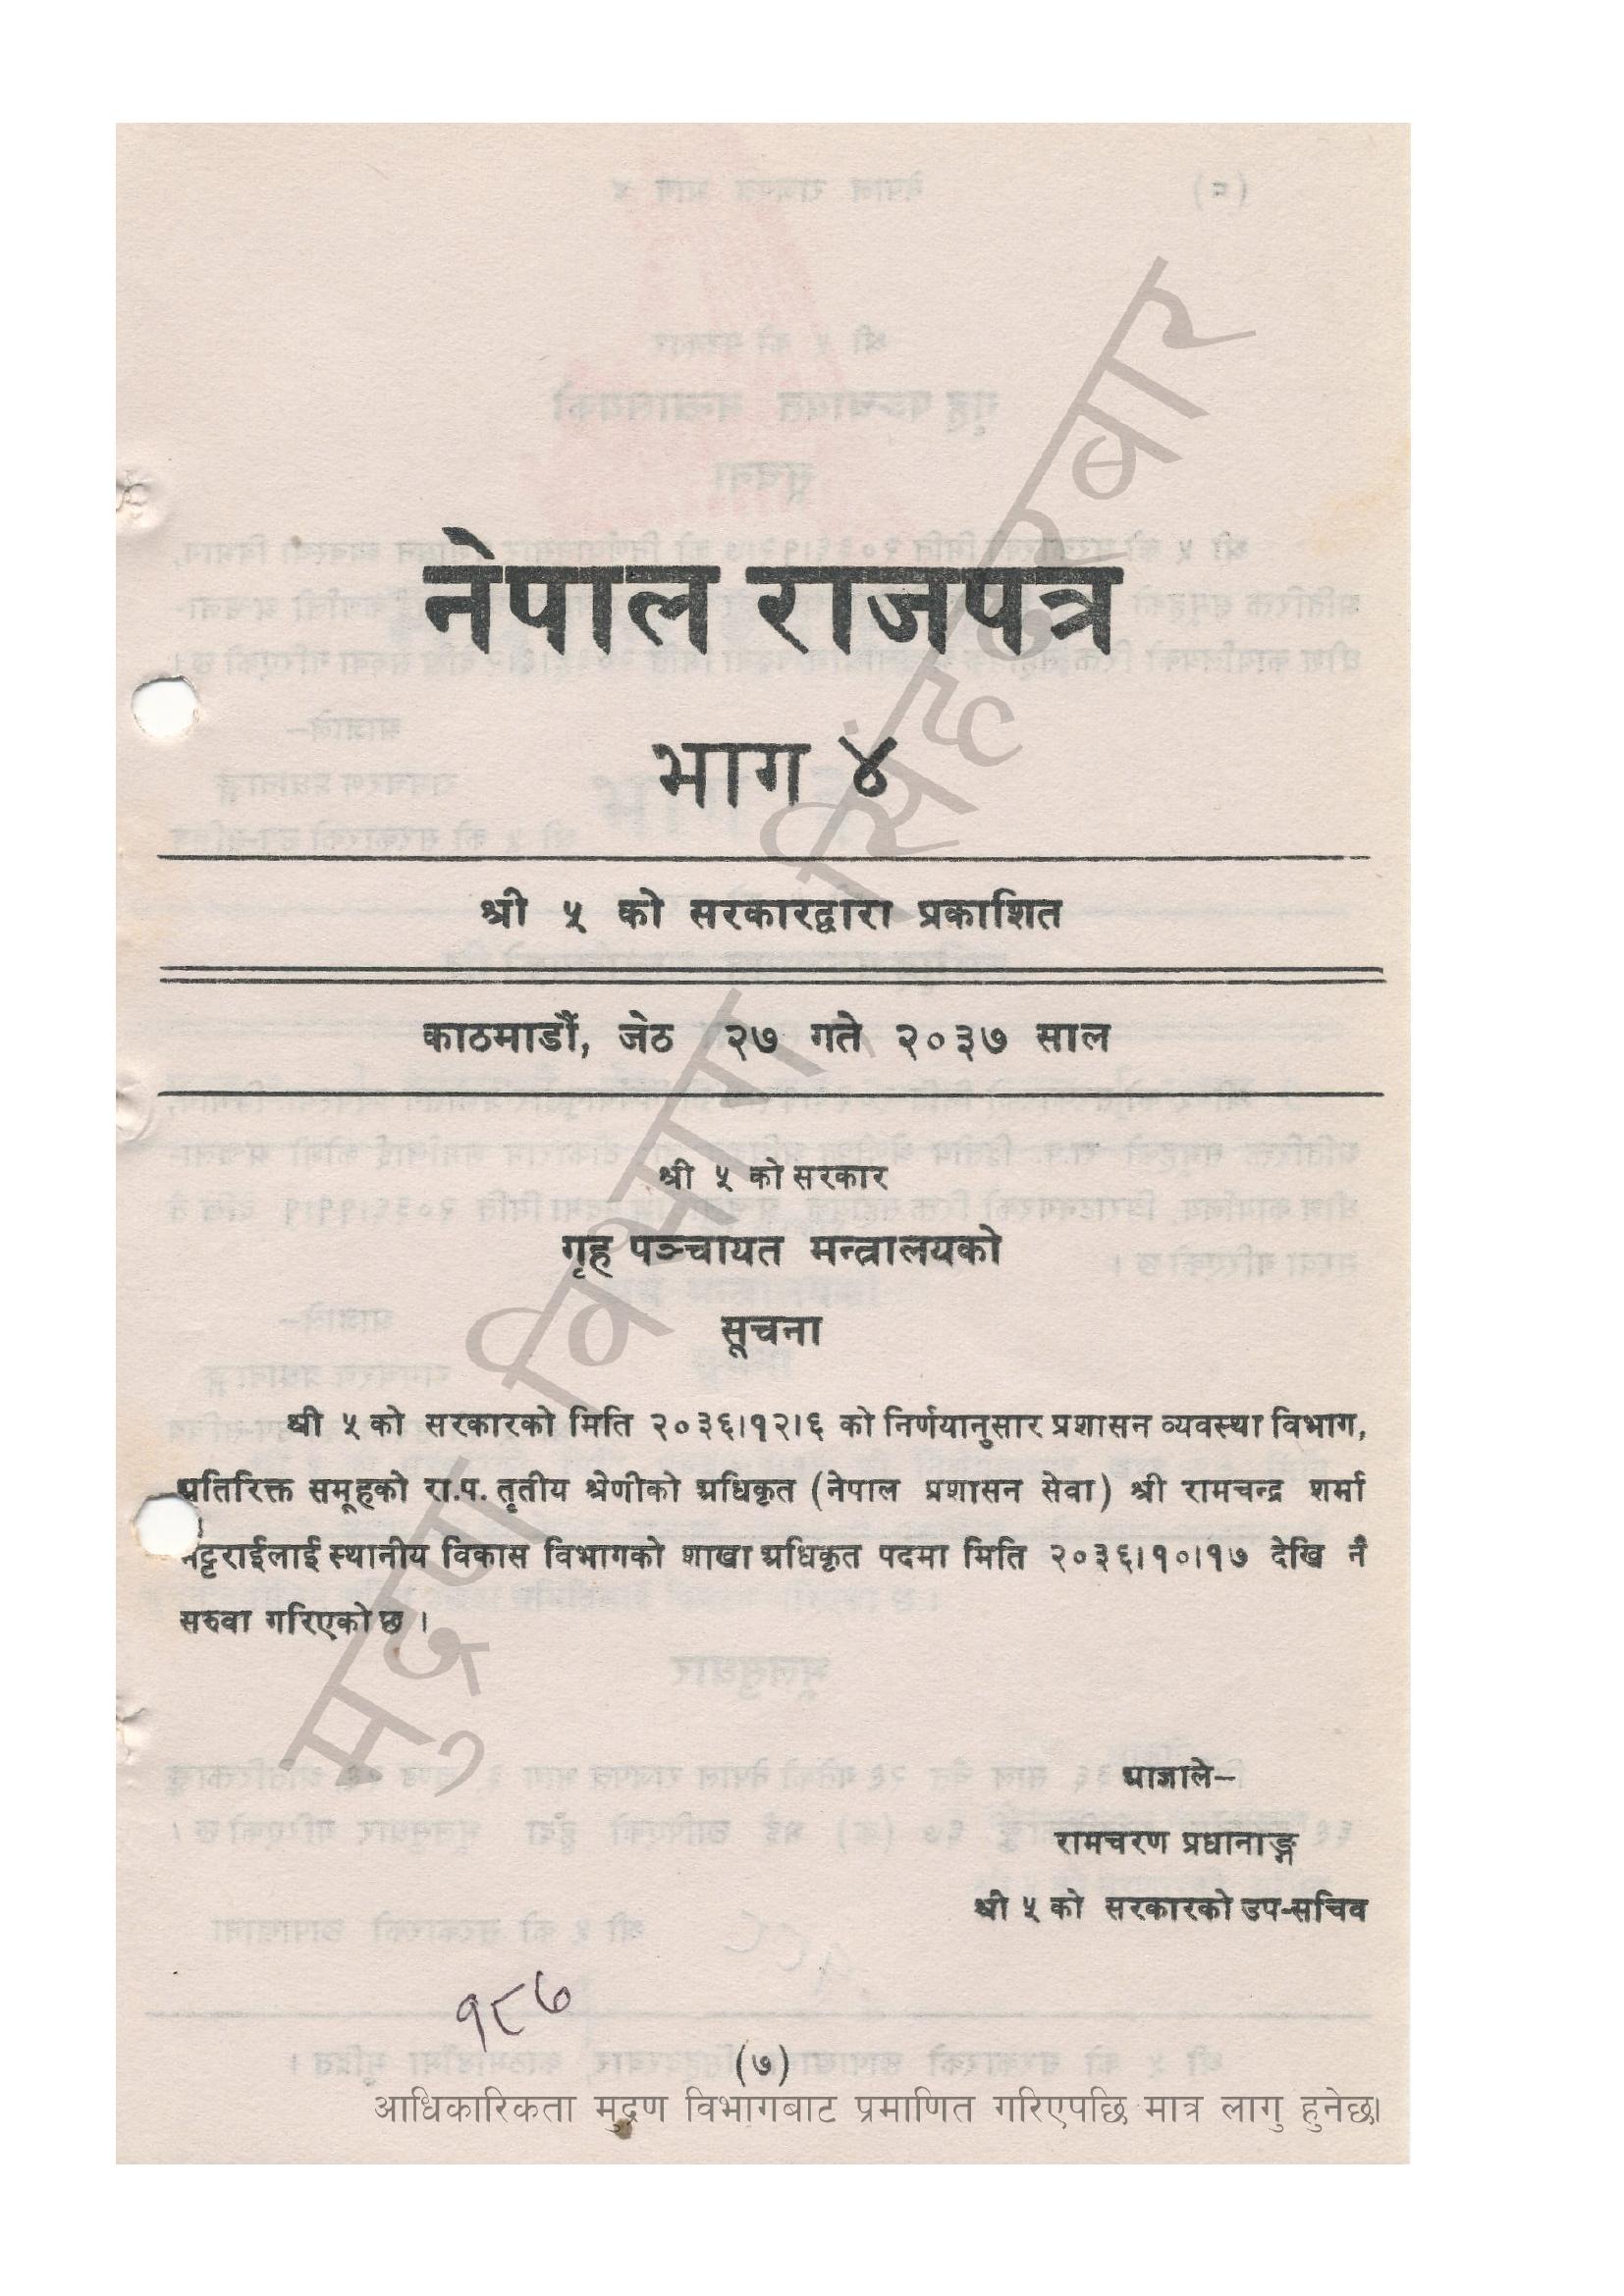 नेपाल राजपत्र
भाग ४
श्री ५ को सरकारद्वारा प्रकाशित
काठमाडौं, जेठ २७ गते २०३७ साल
श्री ५ को सरकार
गृह पञ्चायत मन्त्रालयको
सूचना
श्री ५ को सरकारको मिति २०३६।१२।६ को निर्णयानुसार प्रशासन व्यवस्था विभाग,
अतिरिक्त समूहको रा.प. तृतीय श्रेणीको अधिकृत (नेपाल प्रशासन सेवा) श्री रामचन्द्र शर्मा
भट्टराईलाई स्थानीय विकास विभागको शाखा अधिकृत पदमा मिति २०३६।१०।१७ देखि नै
सरुवा गरिएको छ ।
आज्ञाले–
रामचरण प्रधानाङ्ग
श्री ५ को सरकारको उप-सचिव
१८७
(७)
आधिकारिकता मुद्रण विभागबाट प्रमाणित गरिएपछि मात्र लागु हुनेछ।
मुद्रण विभाग, सिंहदरबार